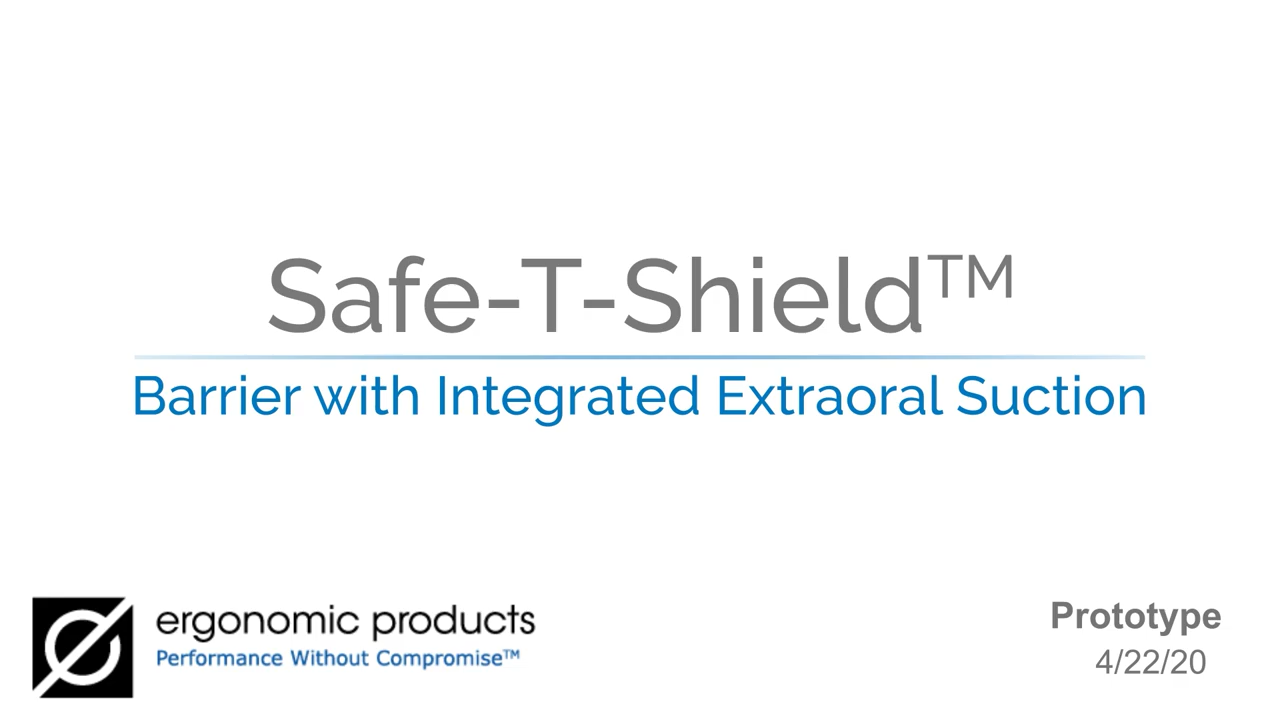 Safe-T-Shield™
Barrier with Integrated Extraoral Suction
ergonomic products
Performance Without Compromise™
Prototype
4/22/20